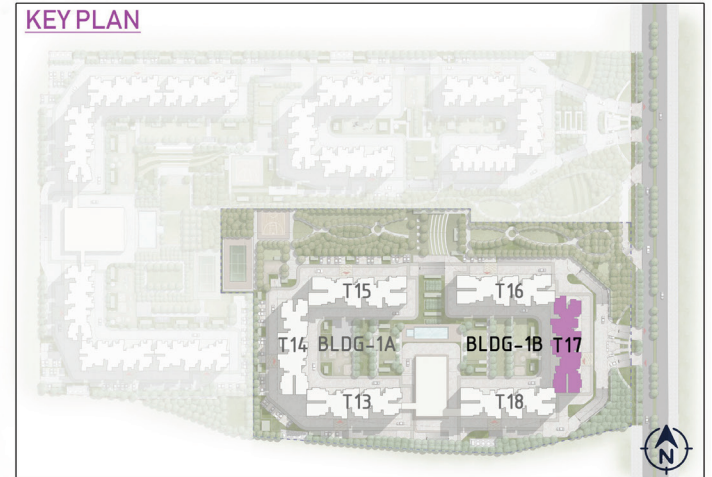 KEY PLAN
T15
T16
T14 BLDG-1A
BLDG-1B T17
T13
T18
N